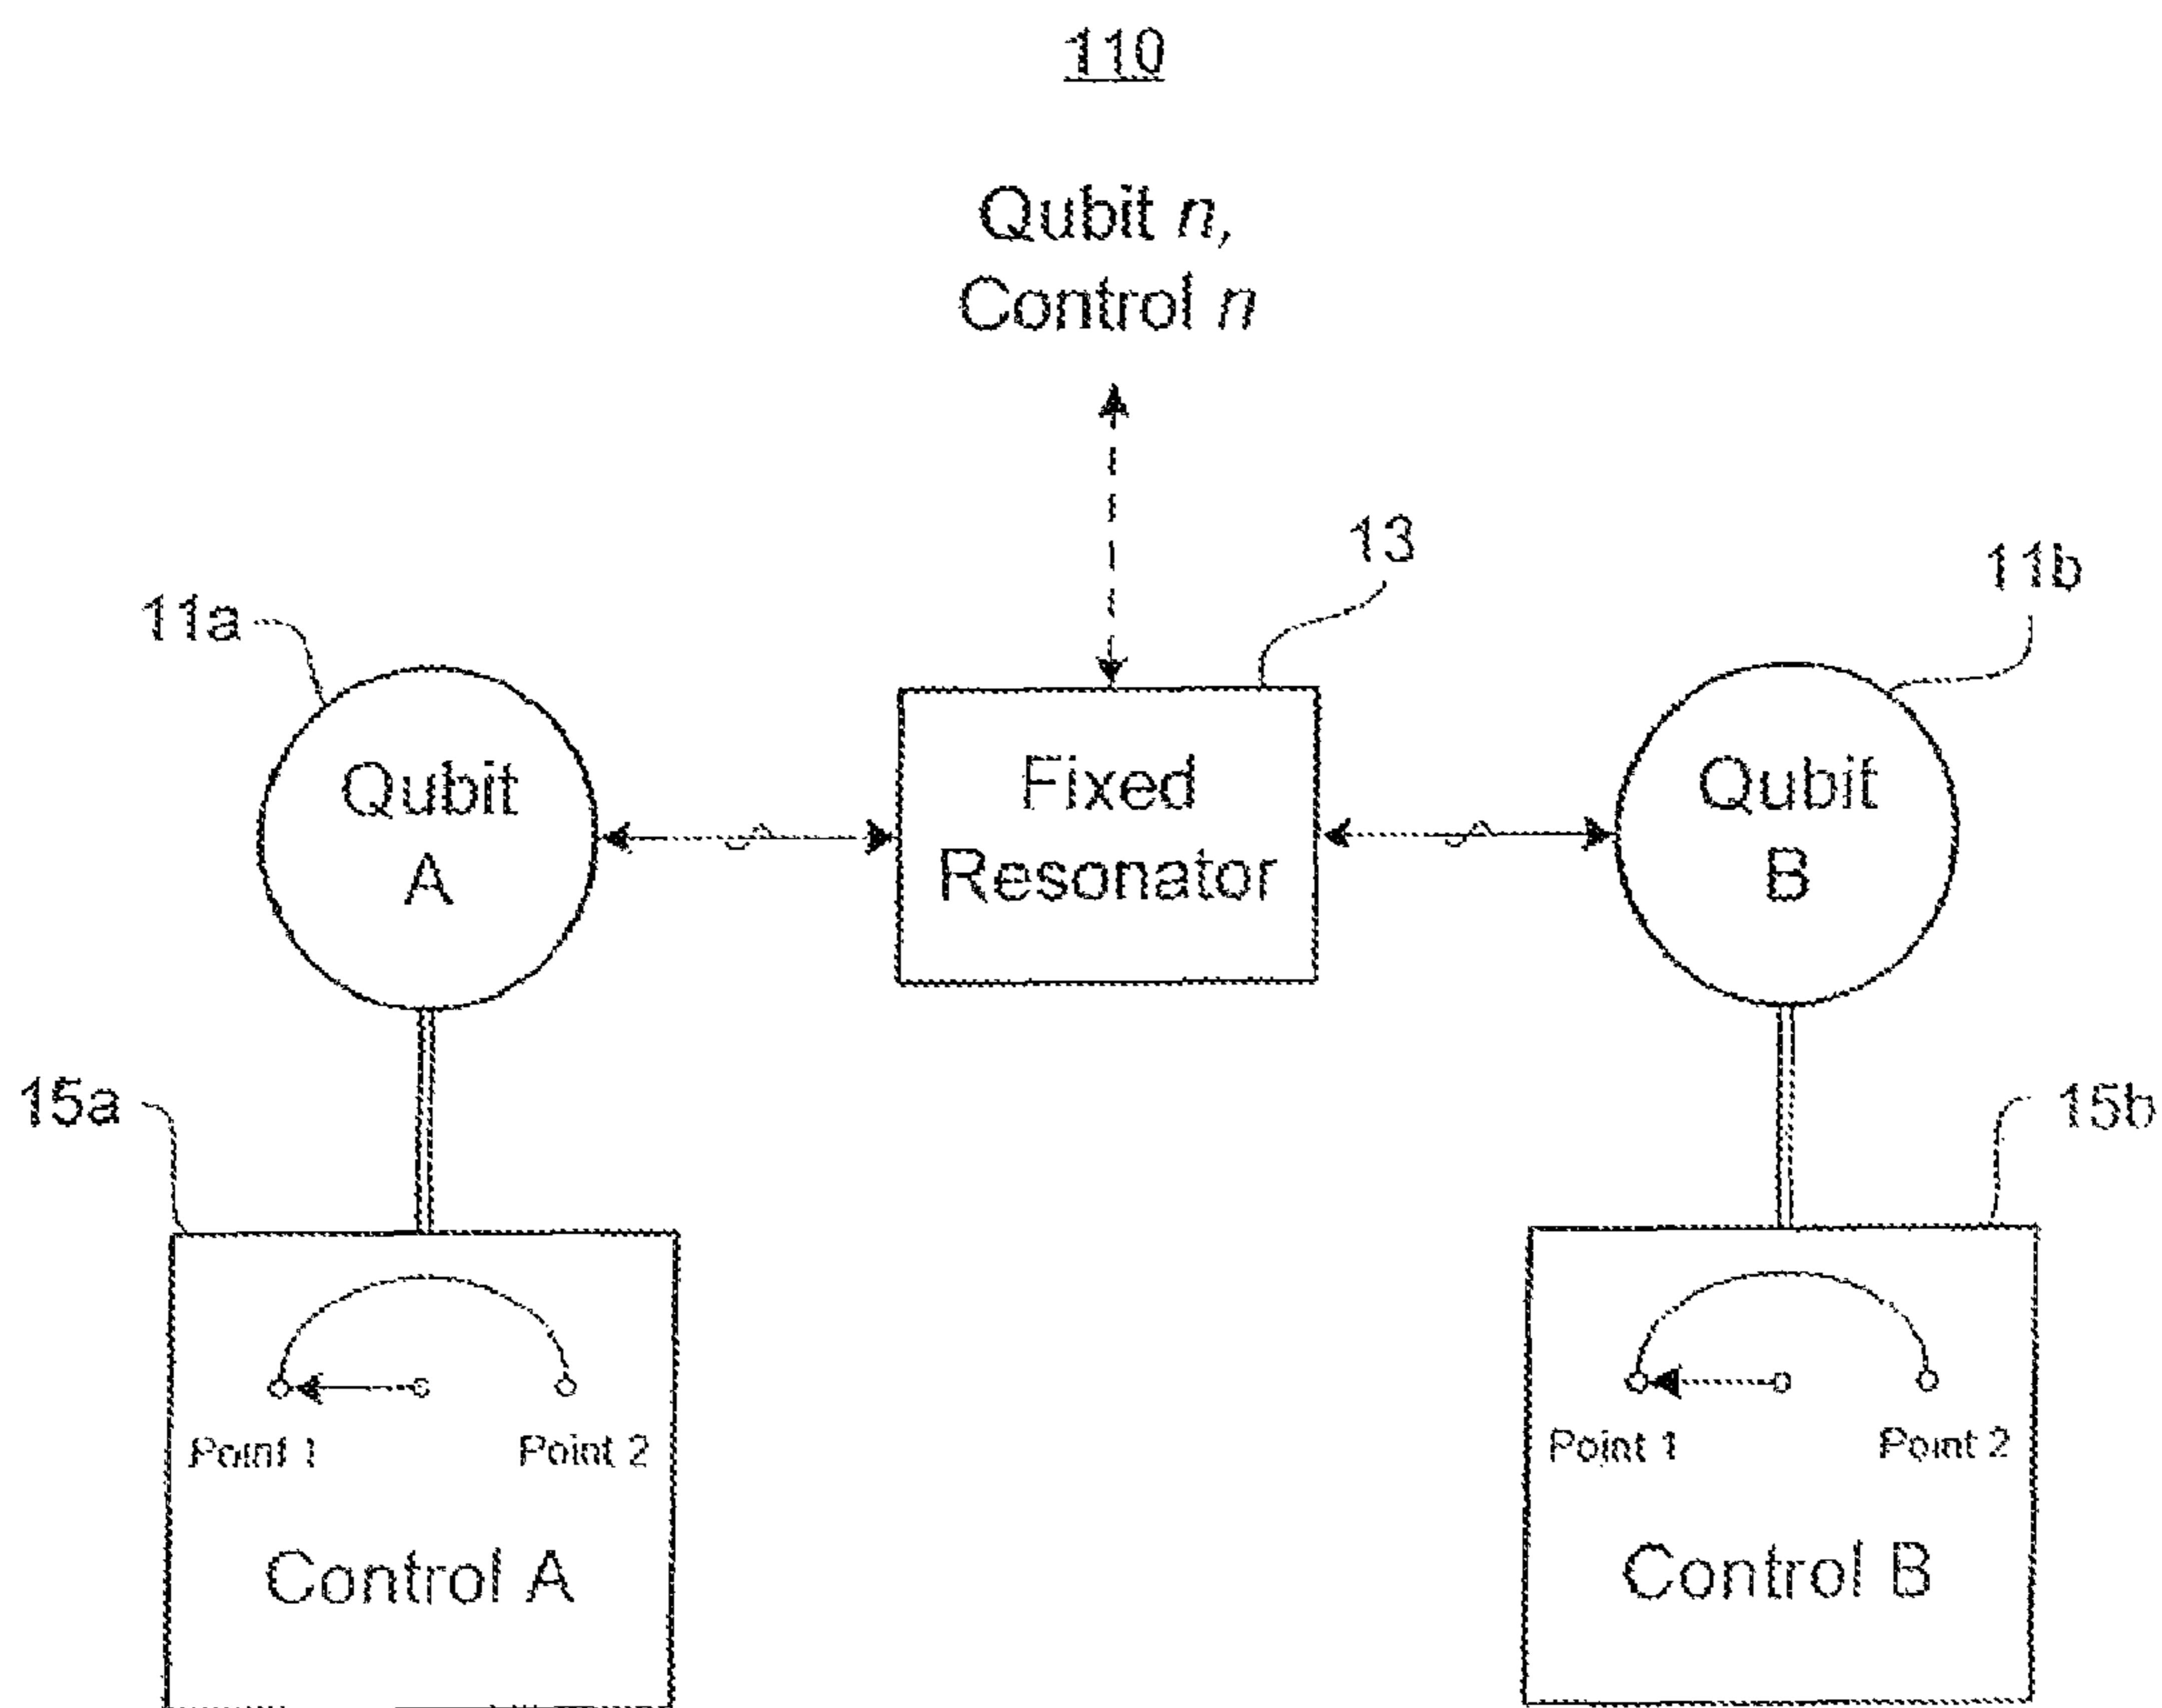 110
Qubit n,
Control n
13
11b
11a
Qubit
A
Fixed
Resonator
Qubit
B
15a
15b
Point 1
Point 2
Point 1
Point 2
Control A
Control B